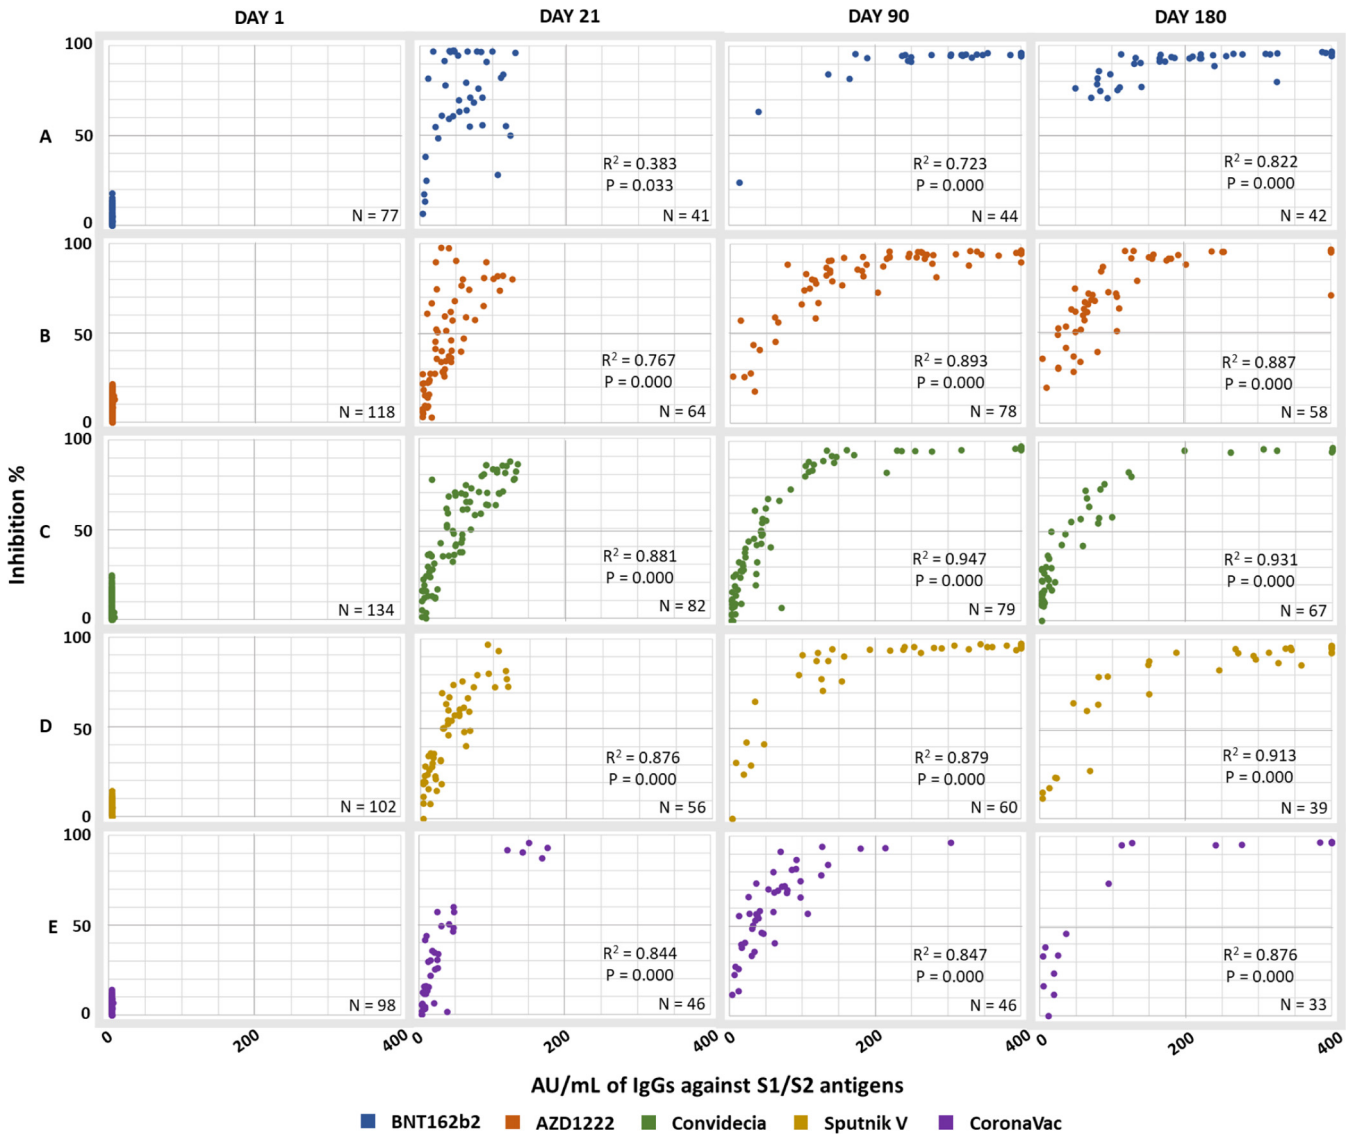 DAY 1 DAY 21 DAY 90 DAY 180
100
A
50
R² = 0.383 R² = 0.723 R² = 0.822
P = 0.033 P = 0.000 P = 0.000
0 N = 77 N = 41 N = 44 N = 42
100
B
50
R² = 0.767 R² = 0.893 R² = 0.887
P = 0.000 P = 0.000 P = 0.000
0 N = 118 N = 64 N = 78 N = 58
Inhibition %
100
C
50
R² = 0.881 R² = 0.947 R² = 0.931
P = 0.000 P = 0.000 P = 0.000
0 N = 134 N = 82 N = 79 N = 67
100
D
50
R² = 0.876 R² = 0.879 R² = 0.913
P = 0.000 P = 0.000 P = 0.000
0 N = 102 N = 56 N = 60 N = 39
100
E
50
R² = 0.844 R² = 0.847 R² = 0.876
P = 0.000 P = 0.000 P = 0.000
0 N = 98 N = 46 N = 46 N = 33
0 200 400 0 200 400 0 200 400 0 200 400
AU/mL of IgGs against S1/S2 antigens
BNT162b2 AZD1222 Convidecia Sputnik V CoronaVac